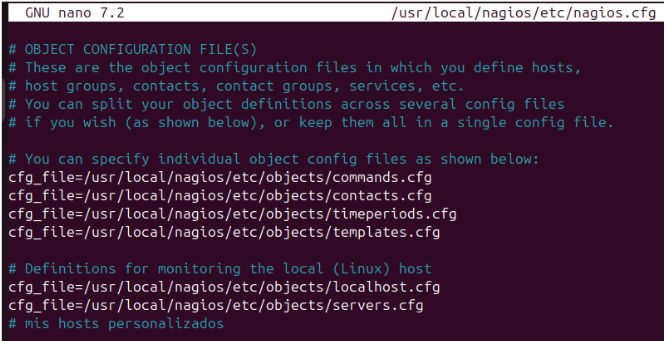 GNU nano 7.2 /usr/local/nagios/etc/nagios.cfg
# OBJECT CONFIGURATION FILE(S)
# These are the object configuration files in which you define hosts,
# host groups, contacts, contact groups, services, etc.
# You can split your object definitions across several config files
# if you wish (as shown below), or keep them all in a single config file.
# You can specify individual object config files as shown below:
cfg_file=/usr/local/nagios/etc/objects/commands.cfg
cfg_file=/usr/local/nagios/etc/objects/contacts.cfg
cfg_file=/usr/local/nagios/etc/objects/timeperiods.cfg
cfg_file=/usr/local/nagios/etc/objects/templates.cfg
# Definitions for monitoring the local (Linux) host
cfg_file=/usr/local/nagios/etc/objects/localhost.cfg
cfg_file=/usr/local/nagios/etc/objects/servers.cfg
# mis hosts personalizados